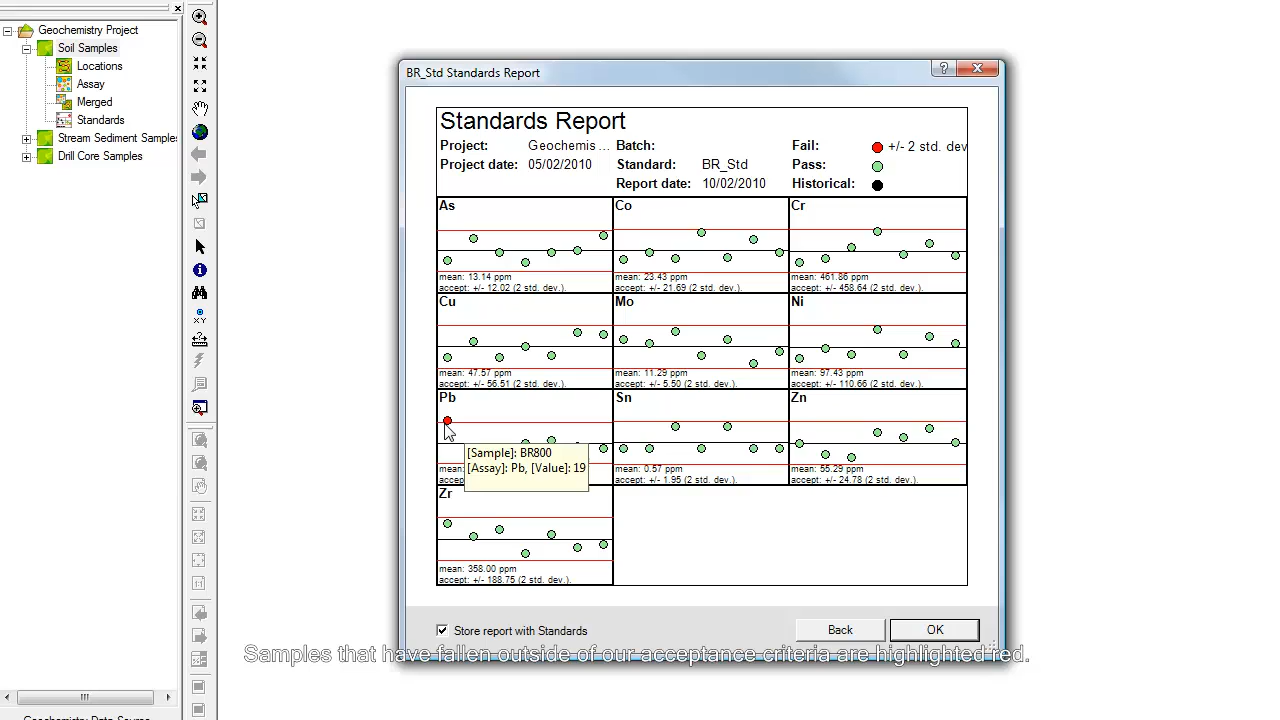 Geochemistry Project
Soil Samples
Locations
Assay
Merged
Standards
Stream Sediment Samples
Drill Core Samples
BR_Std Standards Report
Standards Report
Project: Geochemis ... Batch: Fail: +/- 2 std. dev
Project date: 05/02/2010 Standard: BR_Std Pass:
Report date: 10/02/2010 Historical:
As Co Cr
mean: 13.14 ppm mean: 23.43 ppm mean: 461.86 ppm
accept: +/- 12.02 (2 std. dev.). accept: +/- 21.69 (2 std. dev.). accept: +/- 458.64 (2 std. dev.).
Cu Mo Ni
mean: 47.57 ppm mean: 11.29 ppm mean: 97.43 ppm
accept: +/- 56.51 (2 std. dev.). accept: +/- 5.50 (2 std. dev.). accept: +/- 110.66 (2 std. dev.).
Pb Sn Zn
[Sample]: BR800
[Assay]: Pb, [Value]: 19
mean: 0.57 ppm mean: 55.29 ppm
accept: +/- 1.95 (2 std. dev.). accept: +/- 24.78 (2 std. dev.).
Zr
mean: 358.00 ppm
accept: +/- 188.75 (2 std. dev.).
Store report with Standards Back OK
Samples that have fallen outside of our acceptance criteria are highlighted red.